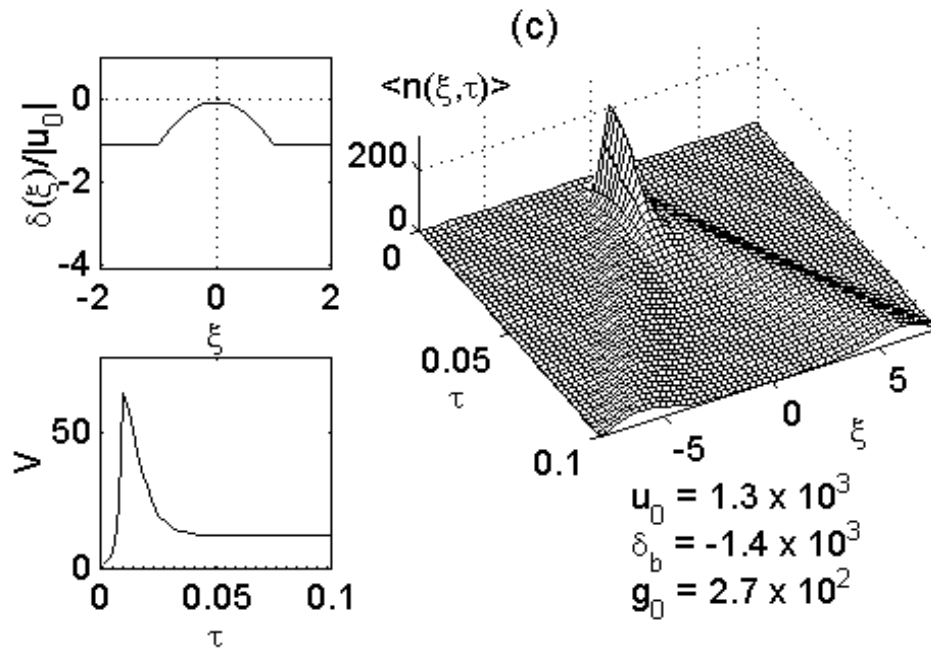 (c)
δ(ξ)/|u₀|
0
-2
-4
-2
0
2
ξ
V
50
0
0
0.05
0.1
τ
<n(ξ,τ)>
200
0
0
0.05
0.1
τ
-5
0
5
ξ
u₀ = 1.3 x 10³
δ_b = -1.4 x 10³
g₀ = 2.7 x 10²